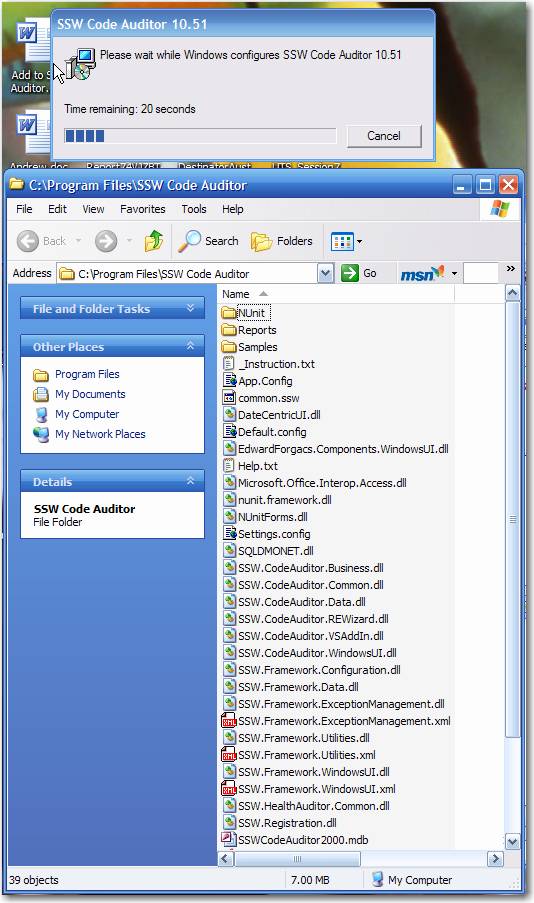 SSW Code Auditor 10.51
Please wait while Windows configures SSW Code Auditor 10.51
Add to S
Auditor.
Time remaining: 20 seconds
Cancel
Andrew.doc
C:\Program Files\SSW Code Auditor
File Edit View Favorites Tools Help
Back Search Folders
Address C:\Program Files\SSW Code Auditor Go msn »
File and Folder Tasks
Other Places
Program Files
My Documents
My Computer
My Network Places
Details
SSW Code Auditor
File Folder
Name
NUnit
Reports
Samples
_Instruction.txt
App.Config
common.ssw
DateCentricUI.dll
Default.config
EdwardForgacs.Components.WindowsUI.dll
Help.txt
Microsoft.Office.Interop.Access.dll
nunit.framework.dll
NUnitForms.dll
Settings.config
SQLDMONET.dll
SSW.CodeAuditor.Business.dll
SSW.CodeAuditor.Common.dll
SSW.CodeAuditor.Data.dll
SSW.CodeAuditor.REWizard.dll
SSW.CodeAuditor.VSAddIn.dll
SSW.CodeAuditor.WindowsUI.dll
SSW.Framework.Configuration.dll
SSW.Framework.Data.dll
SSW.Framework.ExceptionManagement.dll
SSW.Framework.ExceptionManagement.xml
SSW.Framework.Utilities.dll
SSW.Framework.Utilities.xml
SSW.Framework.WindowsUI.dll
SSW.Framework.WindowsUI.xml
SSW.HealthAuditor.Common.dll
SSW.Registration.dll
SSWCodeAuditor2000.mdb
39 objects 7.00 MB My Computer